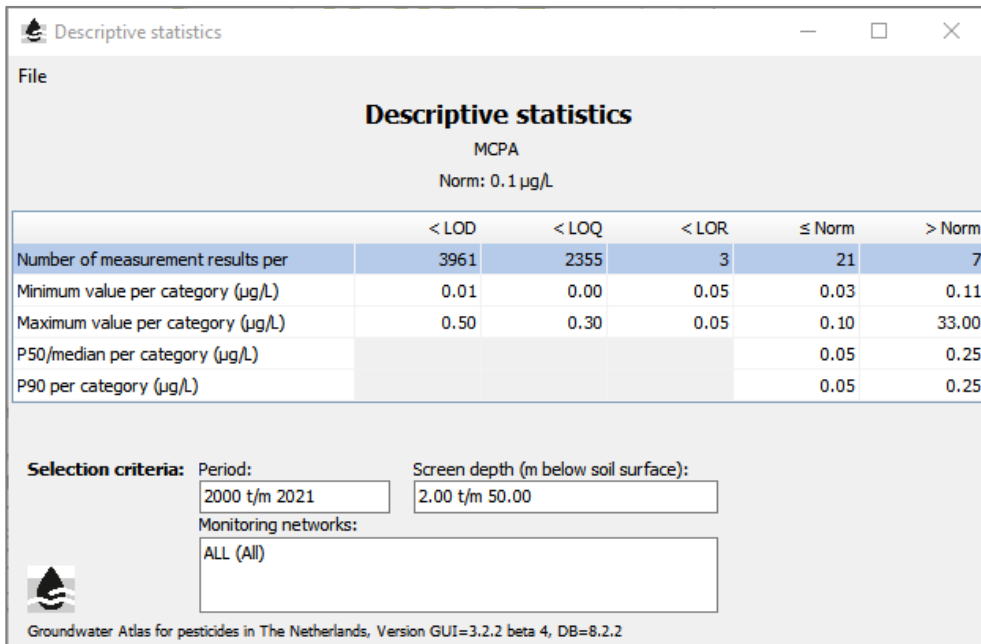 Descriptive statistics
File
Descriptive statistics
MCPA
Norm: 0.1 µg/L
< LOD < LOQ < LOR ≤ Norm > Norm
Number of measurement results per 3961 2355 3 21 7
Minimum value per category (µg/L) 0.01 0.00 0.05 0.03 0.11
Maximum value per category (µg/L) 0.50 0.30 0.05 0.10 33.00
P50/median per category (µg/L) 0.05 0.25
P90 per category (µg/L) 0.05 0.25
Selection criteria: Period: Screen depth (m below soil surface):
2000 t/m 2021 2.00 t/m 50.00
Monitoring networks:
ALL (All)
Groundwater Atlas for pesticides in The Netherlands, Version GUI=3.2.2 beta 4, DB=8.2.2